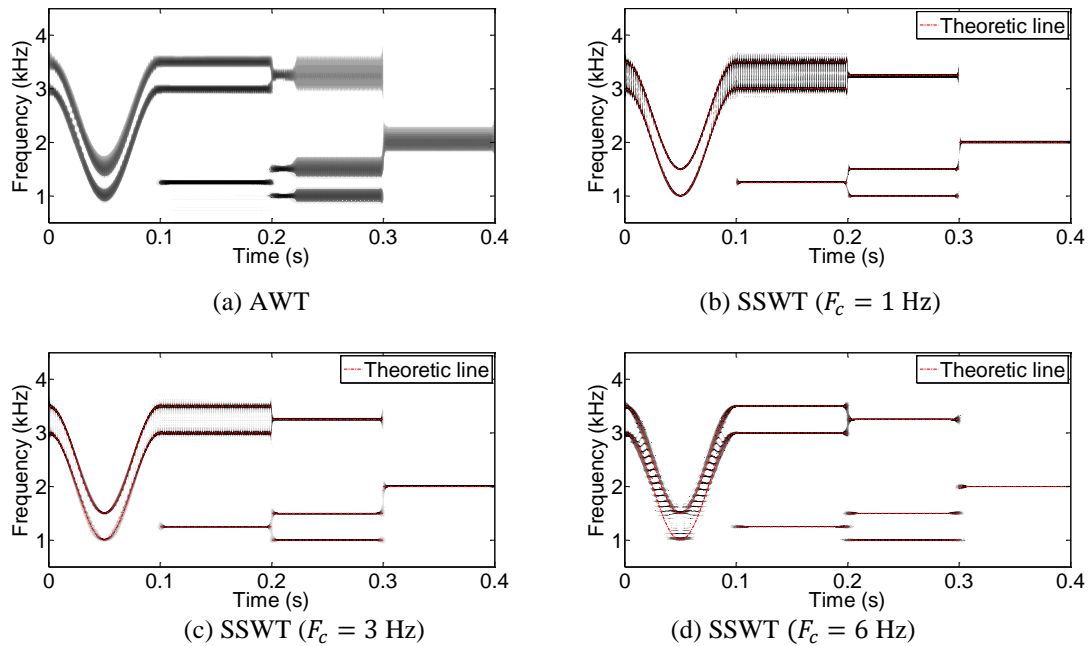 Frequency (kHz)
4
3
2
1
0 0.1 0.2 0.3 0.4
Time (s)
(a) AWT
Theoretic line
Frequency (kHz)
4
3
2
1
0 0.1 0.2 0.3 0.4
Time (s)
(b) SSWT (F_c = 1 Hz)
Theoretic line
Frequency (kHz)
4
3
2
1
0 0.1 0.2 0.3 0.4
Time (s)
(c) SSWT (F_c = 3 Hz)
Theoretic line
Frequency (kHz)
4
3
2
1
0 0.1 0.2 0.3 0.4
Time (s)
(d) SSWT (F_c = 6 Hz)